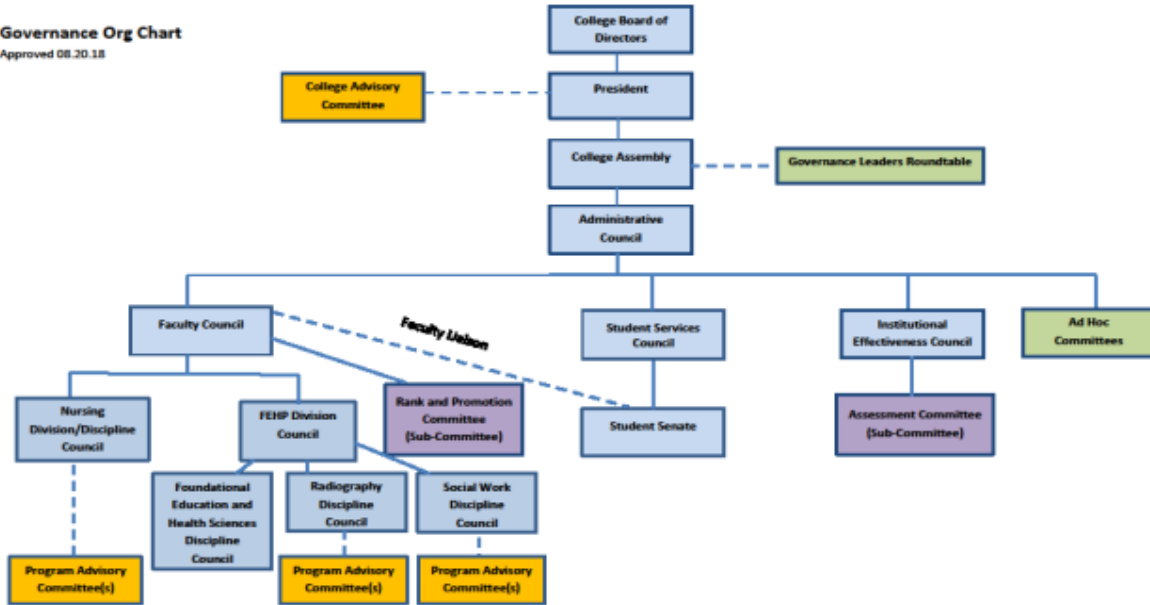 Governance Org Chart
Approved 08.20.18
College Board of
Directors
College Advisory
Committee
President
College Assembly
Governance Leaders Roundtable
Administrative
Council
Faculty Council
Faculty Liaison
Student Services
Council
Institutional
Effectiveness Council
Ad Hoc
Committees
Nursing
Division/Discipline
Council
FEHP Division
Council
Rank and Promotion
Committee
(Sub-Committee)
Student Senate
Assessment Committee
(Sub-Committee)
Foundational
Education and
Health Sciences
Discipline
Council
Radiography
Discipline
Council
Social Work
Discipline
Council
Program Advisory
Committee(s)
Program Advisory
Committee(s)
Program Advisory
Committee(s)